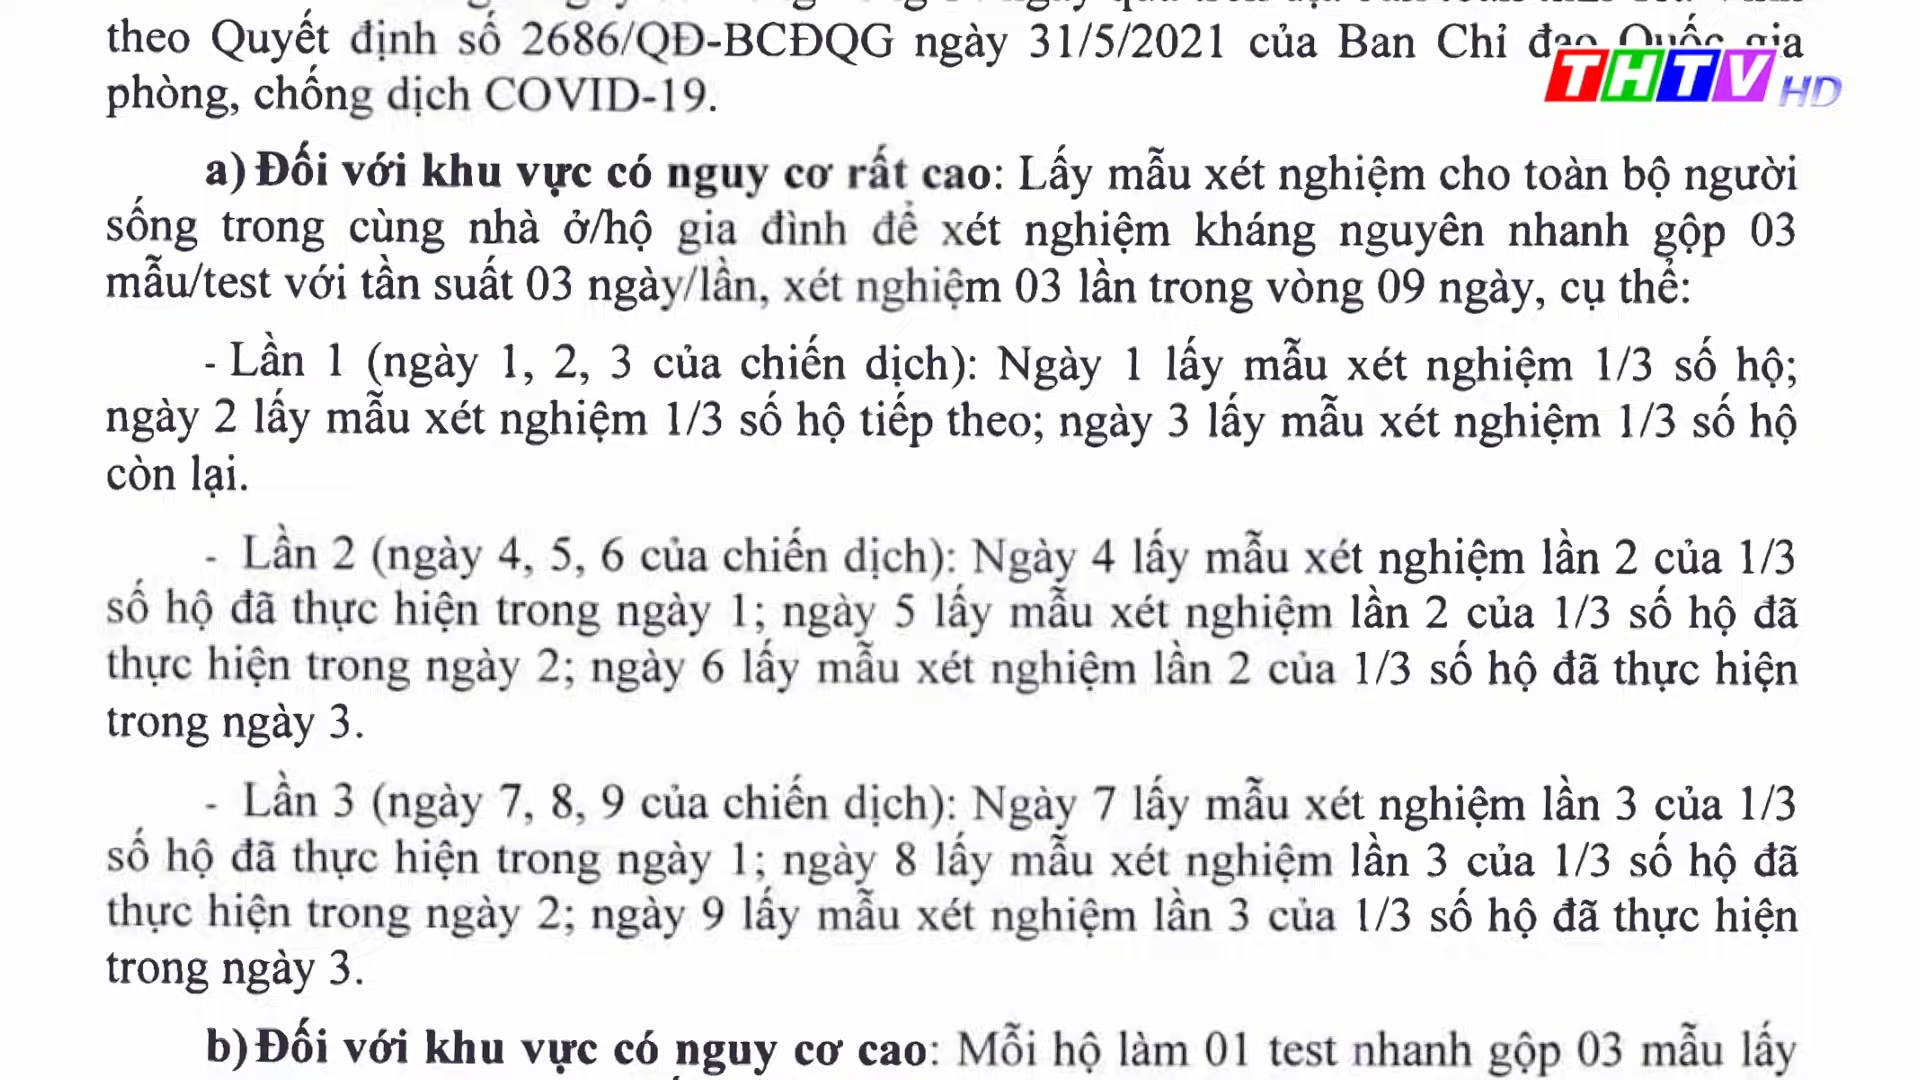 theo Quyết định số 2686/QĐ-BCĐQG ngày 31/5/2021 của Ban Chỉ đạo Quốc gia
phòng, chống dịch COVID-19.
THTV HD
a) Đối với khu vực có nguy cơ rất cao: Lấy mẫu xét nghiệm cho toàn bộ người
sống trong cùng nhà ở/hộ gia đình để xét nghiệm kháng nguyên nhanh gộp 03
mẫu/test với tần suất 03 ngày/lần, xét nghiệm 03 lần trong vòng 09 ngày, cụ thể:
- Lần 1 (ngày 1, 2, 3 của chiến dịch): Ngày 1 lấy mẫu xét nghiệm 1/3 số hộ;
ngày 2 lấy mẫu xét nghiệm 1/3 số hộ tiếp theo; ngày 3 lấy mẫu xét nghiệm 1/3 số hộ
còn lại.
- Lần 2 (ngày 4, 5, 6 của chiến dịch): Ngày 4 lấy mẫu xét nghiệm lần 2 của 1/3
số hộ đã thực hiện trong ngày 1; ngày 5 lấy mẫu xét nghiệm lần 2 của 1/3 số hộ đã
thực hiện trong ngày 2; ngày 6 lấy mẫu xét nghiệm lần 2 của 1/3 số hộ đã thực hiện
trong ngày 3.
- Lần 3 (ngày 7, 8, 9 của chiến dịch): Ngày 7 lấy mẫu xét nghiệm lần 3 của 1/3
số hộ đã thực hiện trong ngày 1; ngày 8 lấy mẫu xét nghiệm lần 3 của 1/3 số hộ đã
thực hiện trong ngày 2; ngày 9 lấy mẫu xét nghiệm lần 3 của 1/3 số hộ đã thực hiện
trong ngày 3.
b) Đối với khu vực có nguy cơ cao: Mỗi hộ làm 01 test nhanh gộp 03 mẫu lấy